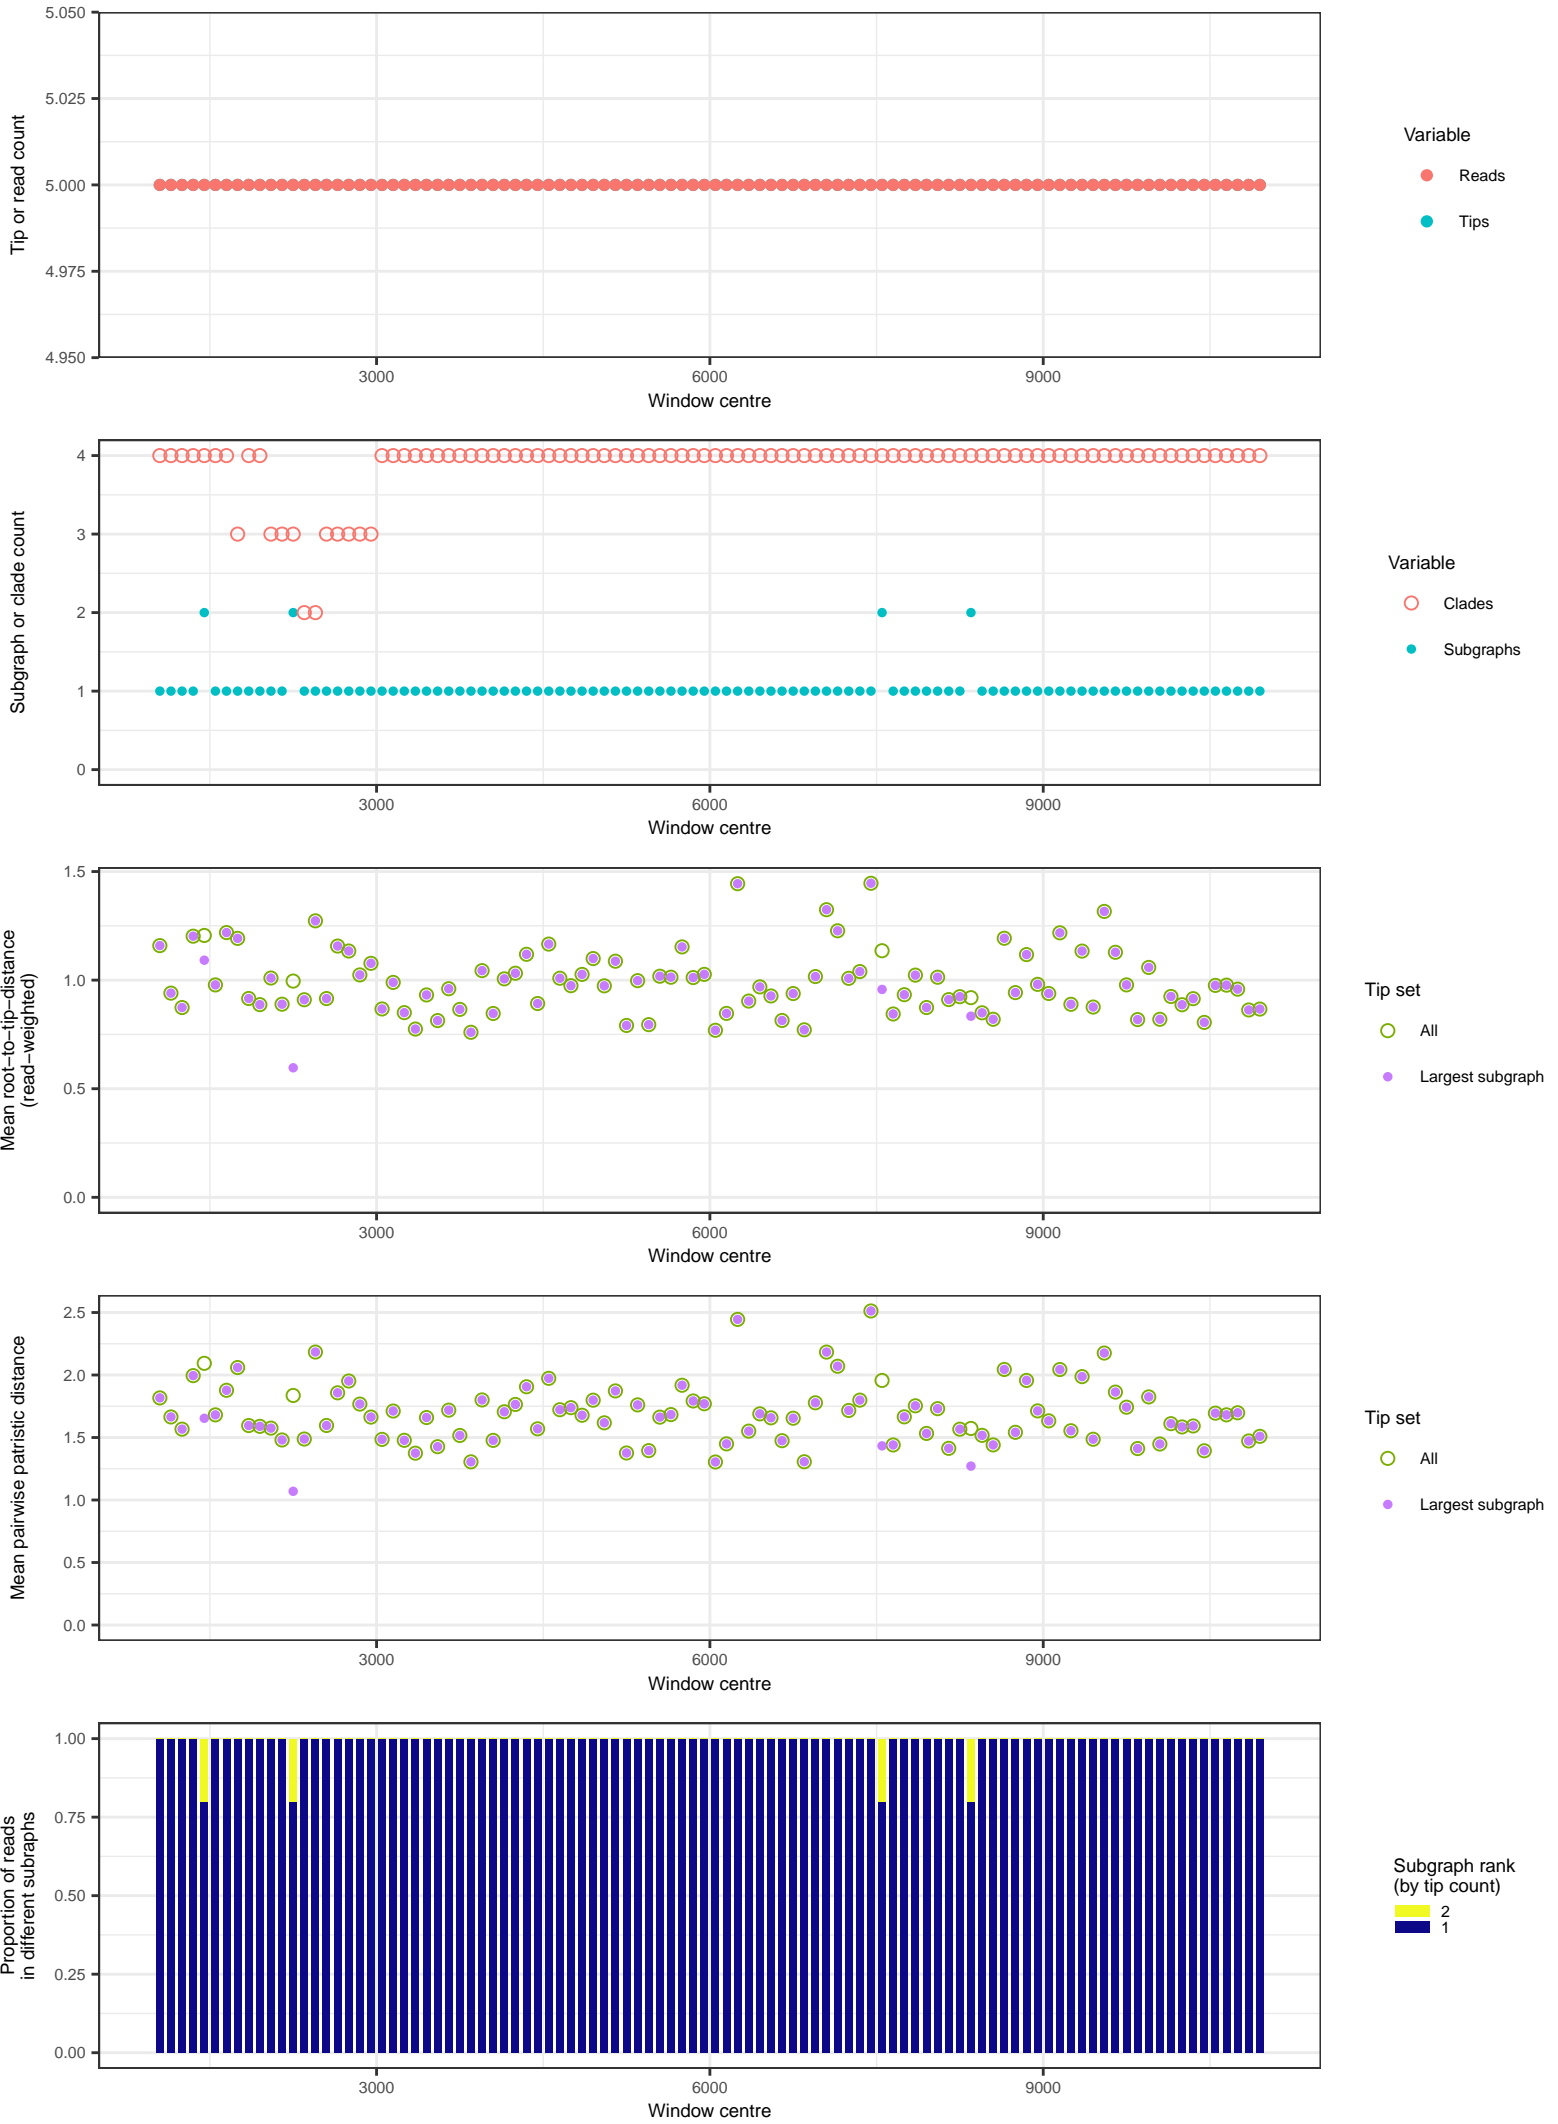 5.050
5.025
5.000
4.975
4.950
Tip or read count
3000
6000
9000
Window centre
Variable
Reads
Tips
4
3
2
1
0
Subgraph or clade count
3000
6000
9000
Window centre
Variable
Clades
Subgraphs
1.5
1.0
0.5
0.0
Mean root−to−tip−distance
(read−weighted)
3000
6000
9000
Window centre
Tip set
All
Largest subgraph
2.5
2.0
1.5
1.0
0.5
0.0
Mean pairwise patristic distance
3000
6000
9000
Window centre
Tip set
All
Largest subgraph
1.00
0.75
0.50
0.25
0.00
Proportion of reads
in different subraphs
3000
6000
9000
Window centre
Subgraph rank
(by tip count)
2
1